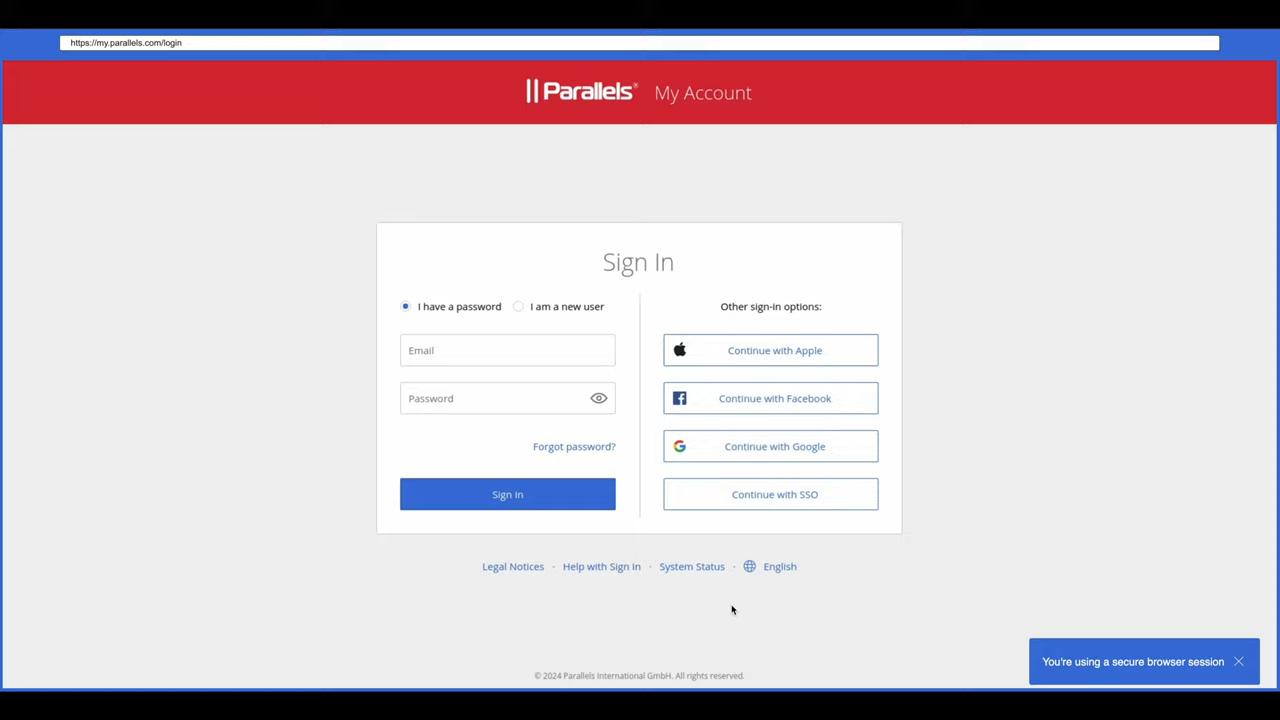 https://my.parallels.com/login
Parallels® My Account
Sign In
I have a password I am a new user
Email
Password
Forgot password?
Sign In
Other sign-in options:
Continue with Apple
Continue with Facebook
Continue with Google
Continue with SSO
Legal Notices · Help with Sign In · System Status · English
You're using a secure browser session
© 2024 Parallels International GmbH. All rights reserved.